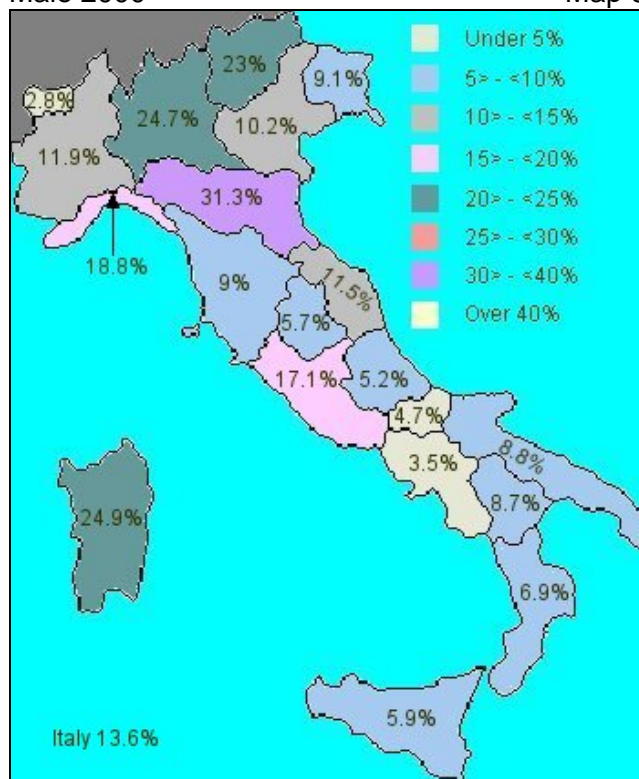 Male 2000
Under 5%
5> - <10%
10> - <15%
15> - <20%
20> - <25%
25> - <30%
30> - <40%
Over 40%
23%
9.1%
2.8%
24.7%
10.2%
11.9%
31.3%
18.8%
9%
11.5%
5.7%
17.1%
5.2%
4.7%
8.8%
3.5%
8.7%
24.9%
6.9%
5.9%
Italy 13.6%